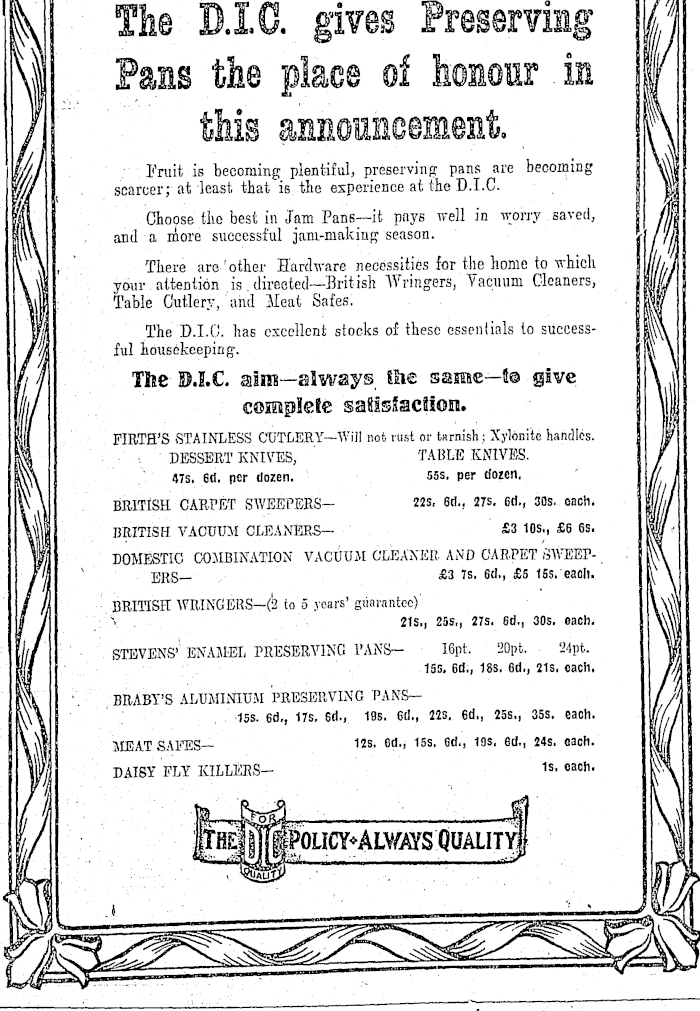 The D.I.C. gives Preserving
Pans the place of honour in
this announcement.
Fruit is becoming plentiful, preserving pans are becoming
scarcer; at least that is the experience at the D.I.C.
Choose the best in Jam Pans—it pays well in worry saved,
and a more successful jam-making season.
There are other Hardware necessities for the home to which
your attention is directed—British Wringers, Vacuum Cleaners,
Table Cutlery, and Meat Safes.
The D.I.C. has excellent stocks of these essentials to success-
ful housekeeping.
The D.I.C. aim—always the same—to give
complete satisfaction.
FIRTH'S STAINLESS CUTLERY—Will not rust or tarnish; Xylonite handles.
DESSERT KNIVES, TABLE KNIVES.
47s. 6d. per dozen. 55s. per dozen.
BRITISH CARPET SWEEPERS— 22s. 6d., 27s. 6d., 30s. each.
BRITISH VACUUM CLEANERS— £3 10s., £6 6s.
DOMESTIC COMBINATION VACUUM CLEANER AND CARPET SWEEP-
ERS— £3 7s. 6d., £5 15s. each.
BRITISH WRINGERS—(2 to 5 years' guarantee)
21s., 25s., 27s. 6d., 30s. each.
STEVENS' ENAMEL PRESERVING PANS— 16pt. 20pt. 24pt.
15s. 6d., 18s. 6d., 21s. each.
BRABY'S ALUMINIUM PRESERVING PANS—
15s. 6d., 17s. 6d., 19s. 6d., 22s. 6d., 25s., 35s. each.
MEAT SAFES— 12s. 6d., 15s. 6d., 19s. 6d., 24s. each.
DAISY FLY KILLERS— 1s. each.
FOR
THE DIC POLICY ALWAYS QUALITY
QUALITY